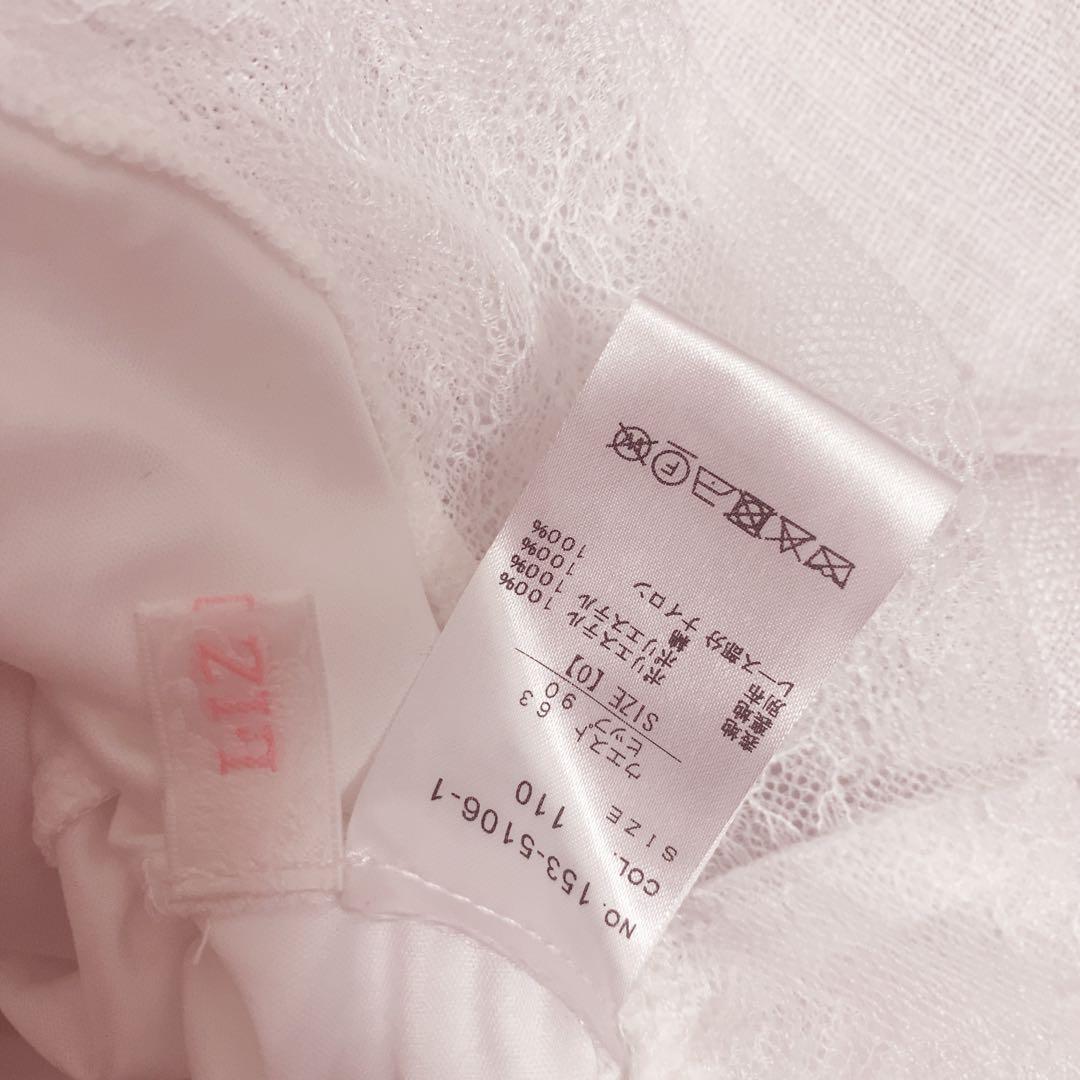 NO. 153-5106-1
COL. 110
SIZE
ウエスト 63
ヒップ 90
SIZE [0]
表地 ポリエステル 100%
裏地 綿 100%
別布 ポリエステル 100%
レース部分 ナイロン 100%
F W
LIZ